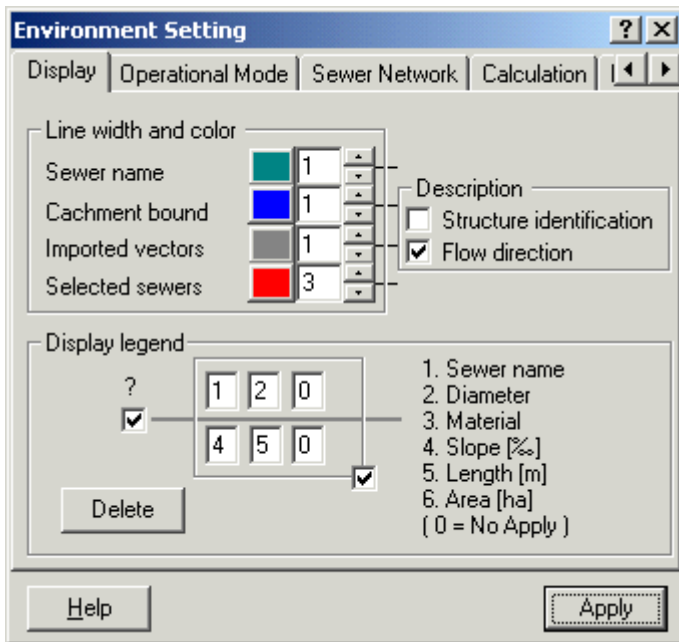 Environment Setting
Display Operational Mode Sewer Network Calculation
Line width and color
Sewer name 1
Cachment bound 1
Imported vectors 1
Selected sewers 3
Description
Structure identification
Flow direction
Display legend
?
1 2 0
4 5 0
1. Sewer name
2. Diameter
3. Material
4. Slope [‰]
5. Length [m]
6. Area [ha]
( 0 = No Apply )
Delete
Help Apply